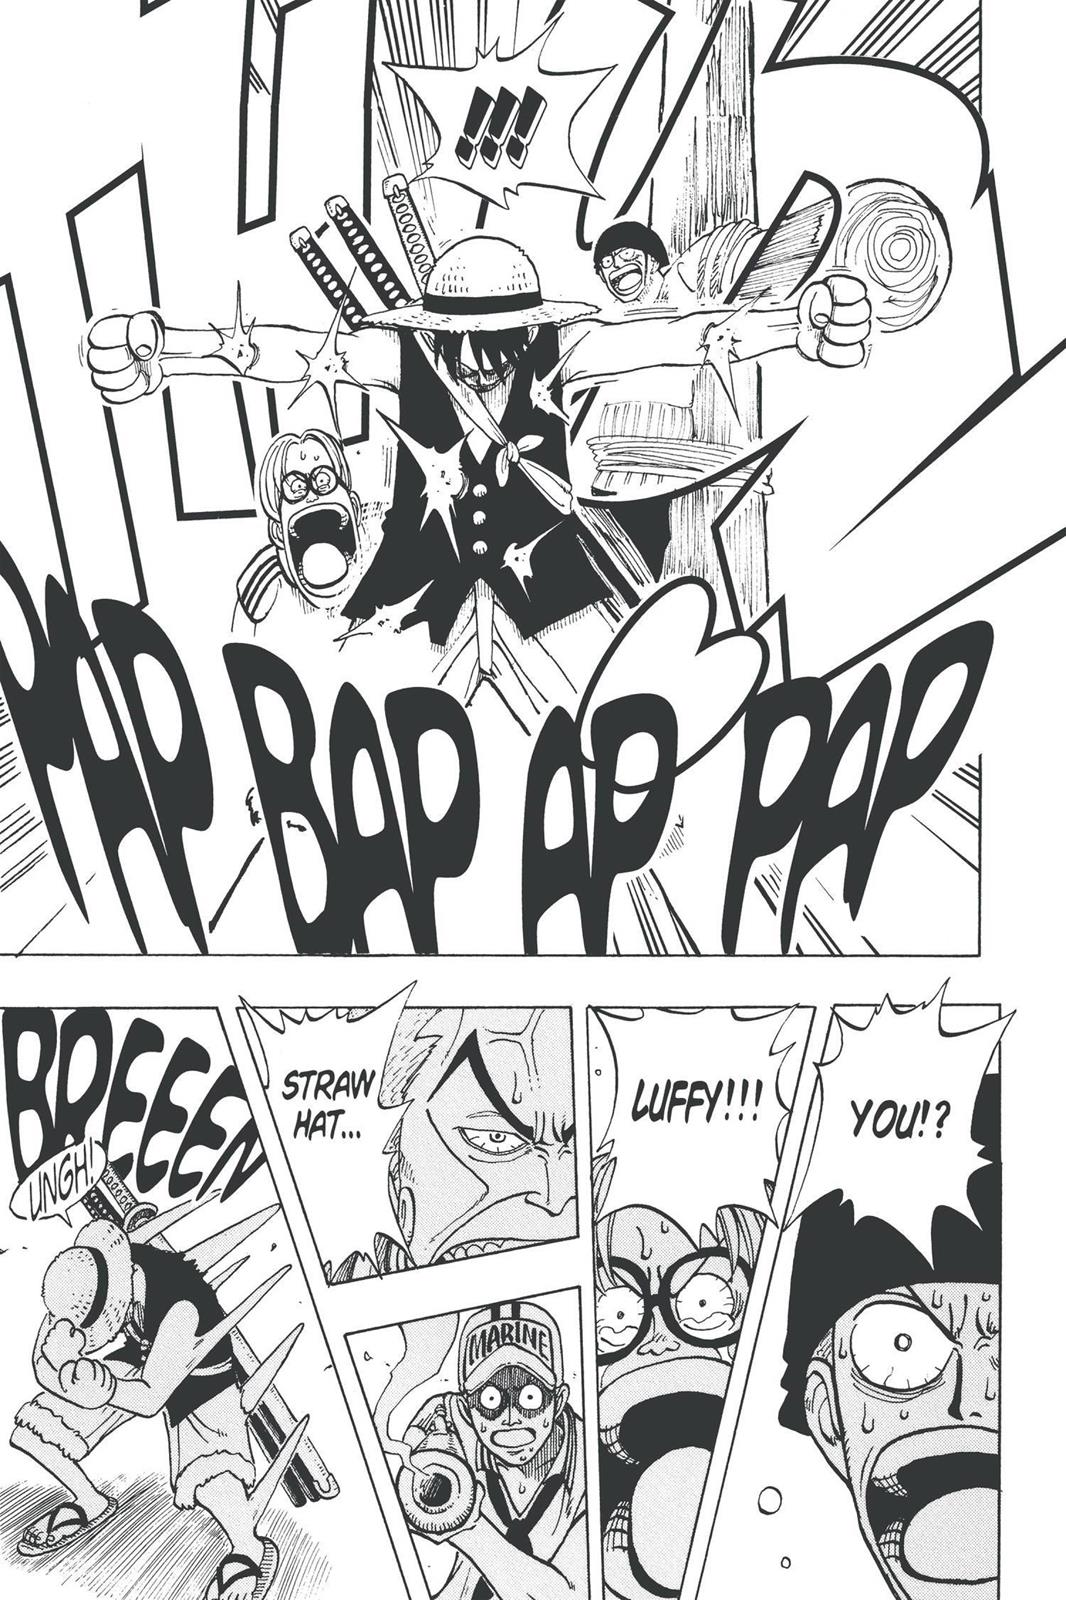 !!!
PAP BAP AP PAP
YOU!?
LUFFY!!!
STRAW
HAT...
MARINE
BREEEN
UNGH!